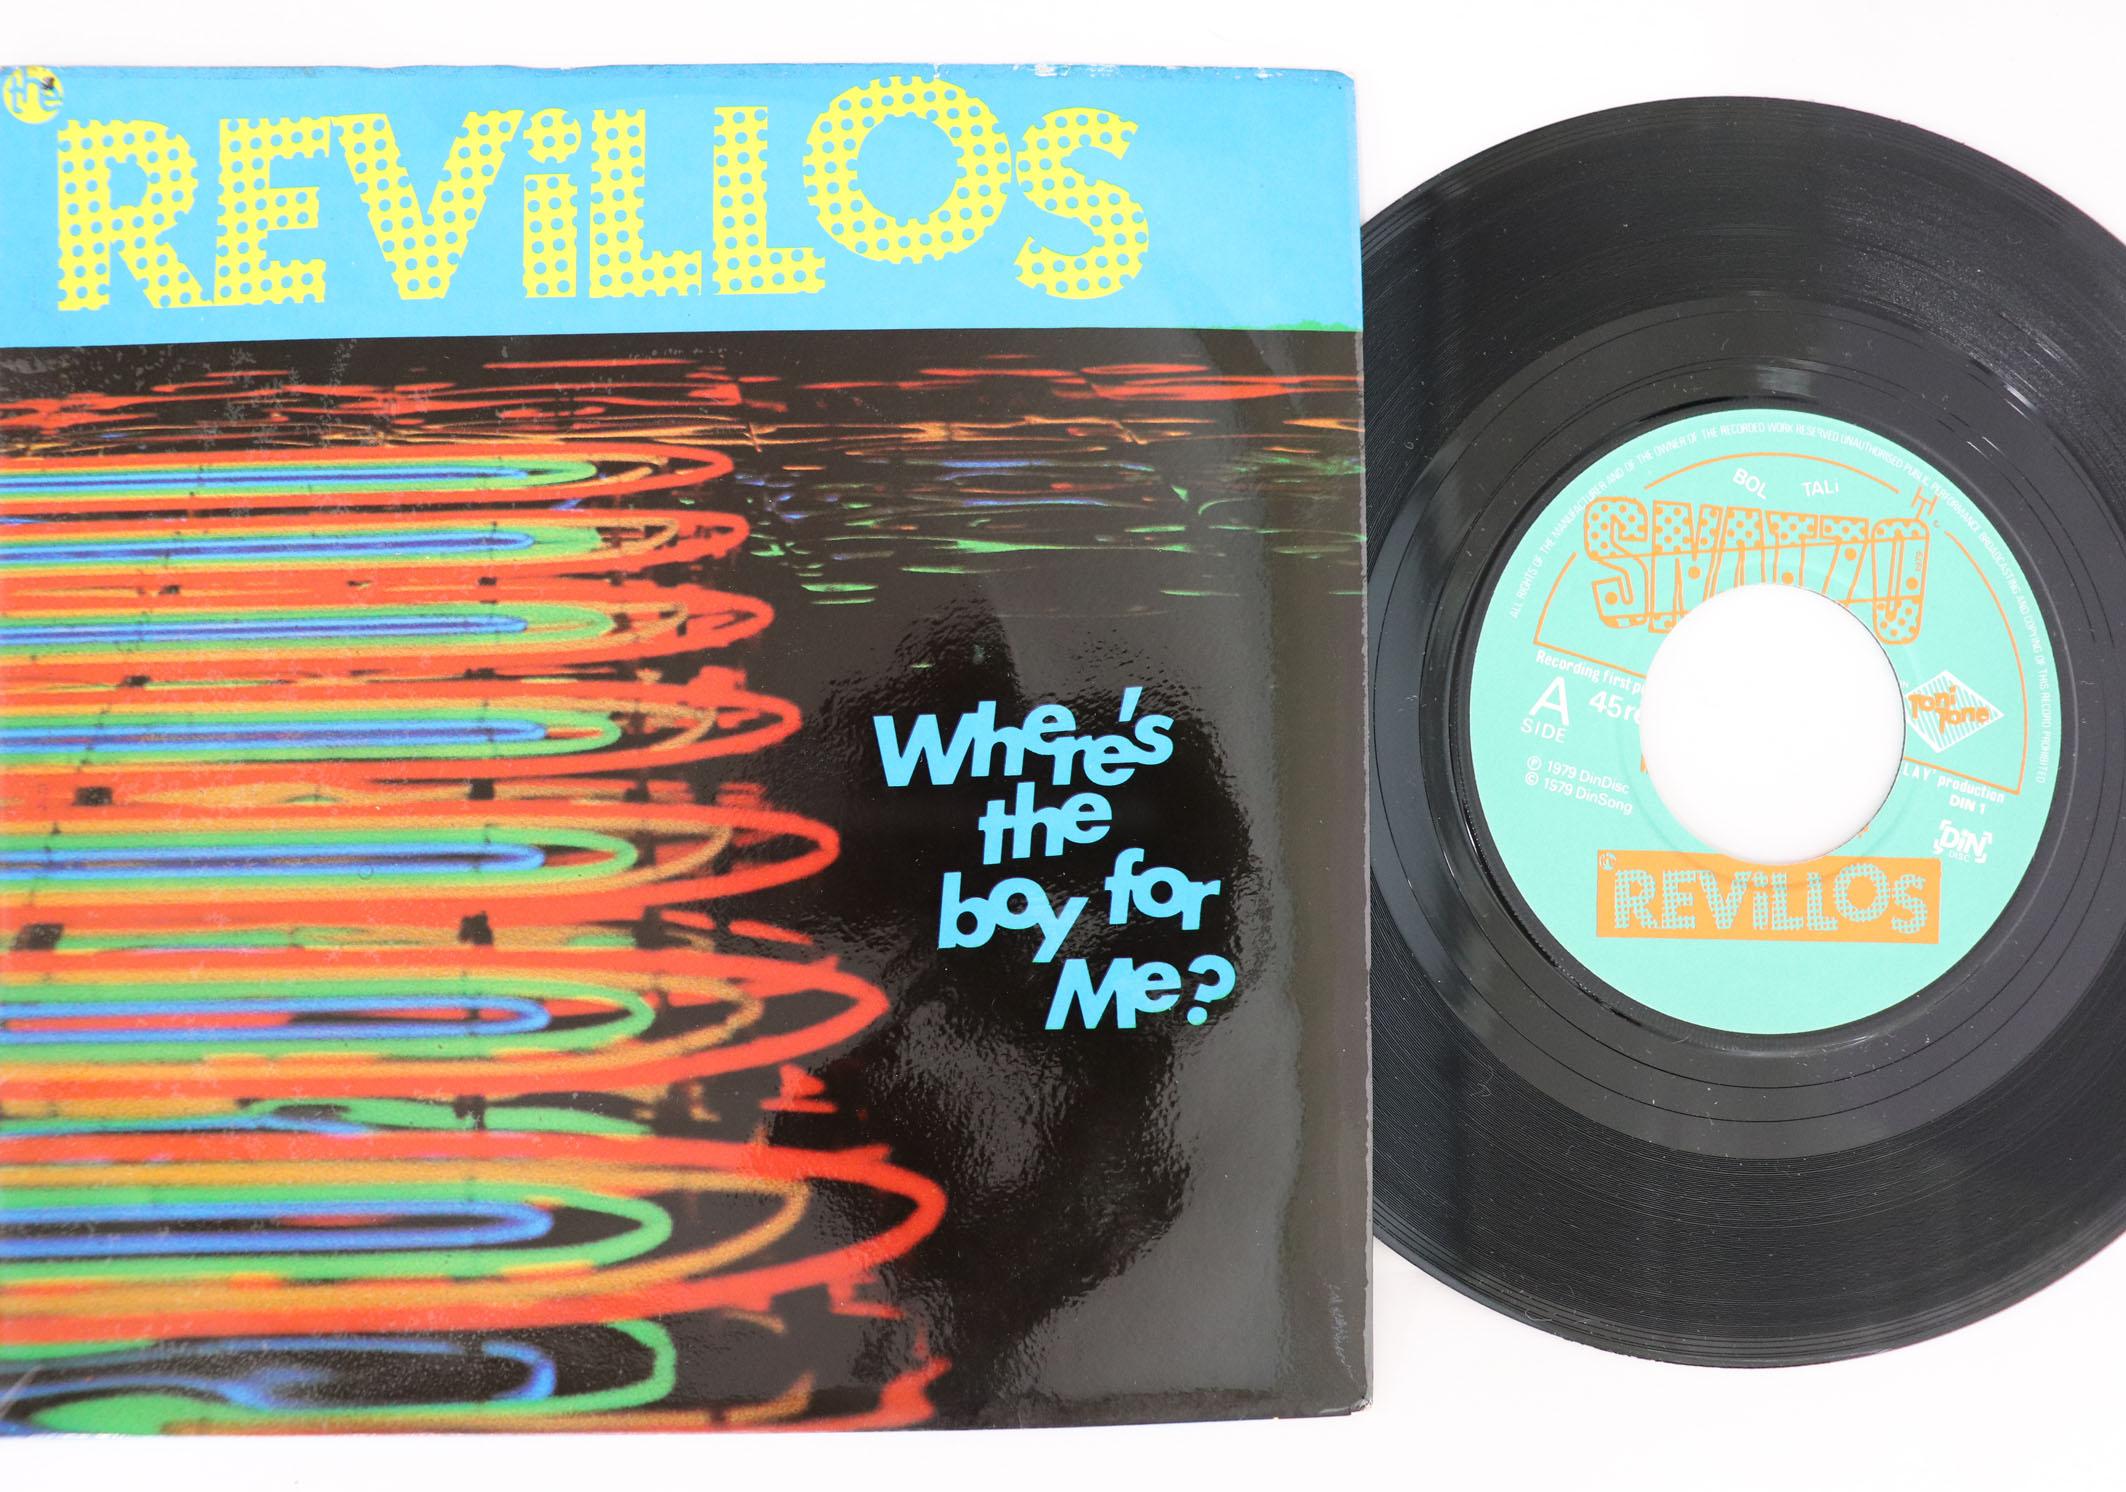 the
REViLLOS
Where's
the
boy for
Me?
ALL RIGHTS OF THE MANUFACTURER AND OF THE OWNER OF THE RECORDED WORK RESERVED UNAUTHORISED PUBLIC PERFORMANCE BROADCASTING AND COPYING OF THIS RECORD PROHIBITED
BOL TALi
SNATZO
Recording first
A
SIDE
45
℗ 1979 DinDisc
© 1979 DinSong
Toni
Tone
production
DIN 1
DiN
DISC
the
REViLLOS